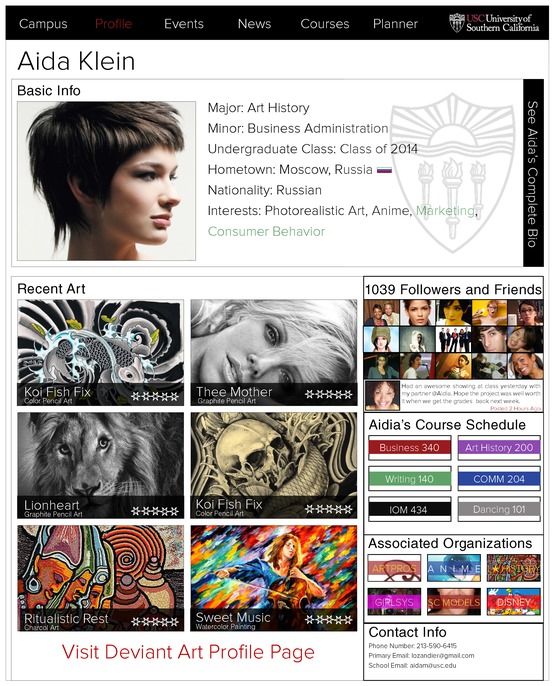 Campus Profile Events News Courses Planner USC University of
Southern California
Aida Klein
Basic Info
Major: Art History
Minor: Business Administration
Undergraduate Class: Class of 2014
Hometown: Moscow, Russia
Nationality: Russian
Interests: Photorealistic Art, Anime, Marketing,
Consumer Behavior
See Aida's Complete Bio
Recent Art
Koi Fish Fix
Color Pencil Art
Thee Mother
Graphite Pencil Art
Lionheart
Graphite Pencil Art
Koi Fish Fix
Color Pencil Art
Ritualistic Rest
Charcol Art
Sweet Music
Watercolor Painting
Visit Deviant Art Profile Page
1039 Followers and Friends
Had an awesome showing at class yesterday with
my partner @Aidia. Hope the project was well worth
it when we get the grades back next week.
Posted 2 Hours Ago
Aidia's Course Schedule
Business 340 Art History 200
Writing 140 COMM 204
IOM 434 Dancing 101
Associated Organizations
ARTPROS ANIME HISTORY
GIRLSYS SC MODELS DISNEY
Contact Info
Phone Number: 213-590-6415
Primary Email: lozandier@gmail.com
School Email: aidam@usc.edu